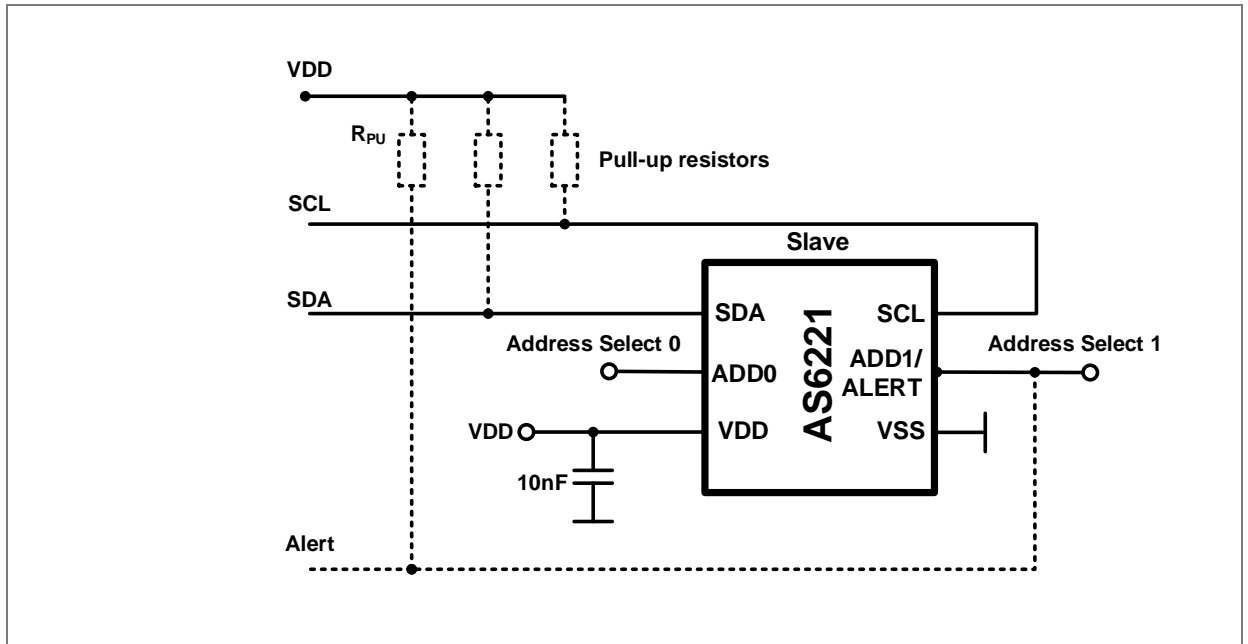 VDD
RPU
Pull-up resistors
SCL
Slave
SDA
SDA
SCL
Address Select 0
Address Select 1
ADD0
ADD1/
ALERT
AS6221
VDD
VDD
VSS
10nF
Alert